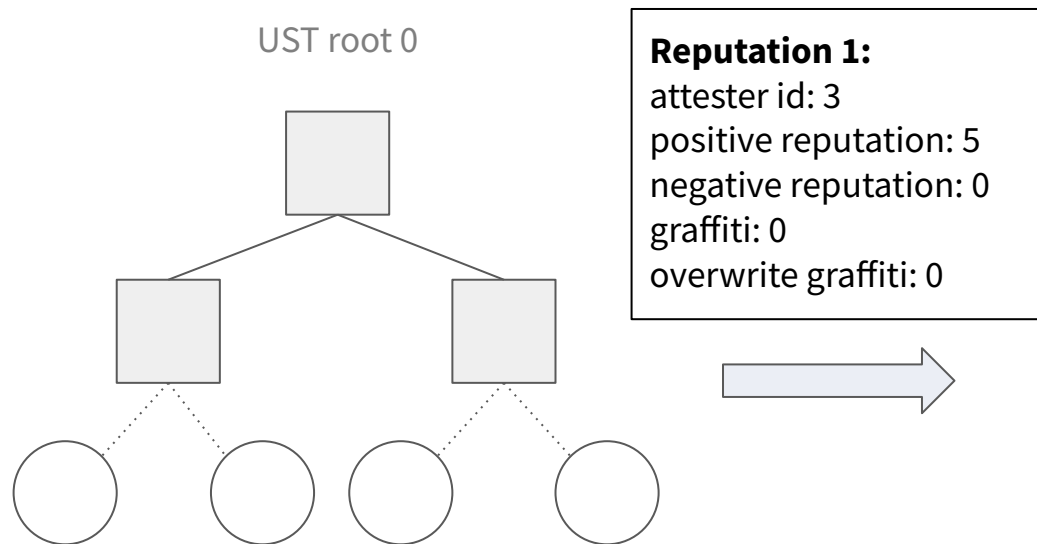 UST root 0
Reputation 1:
attester id: 3
positive reputation: 5
negative reputation: 0
graffiti: 0
overwrite graffiti: 0